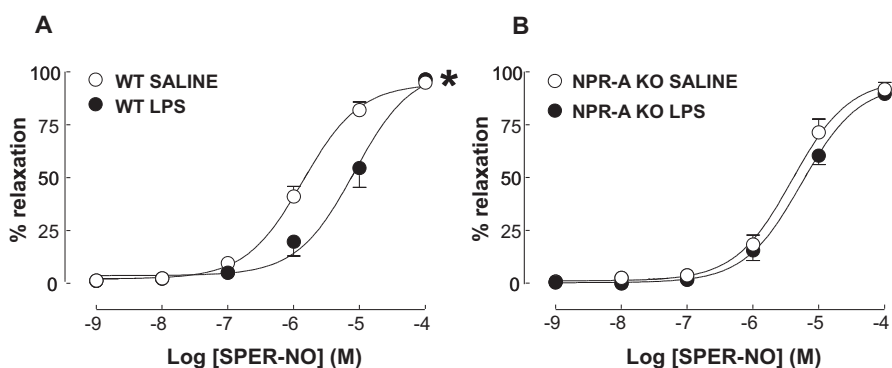 A
WT SALINE
WT LPS
*
% relaxation
100
75
50
25
0
-9 -8 -7 -6 -5 -4
Log [SPER-NO] (M)
B
NPR-A KO SALINE
NPR-A KO LPS
% relaxation
100
75
50
25
0
-9 -8 -7 -6 -5 -4
Log [SPER-NO] (M)